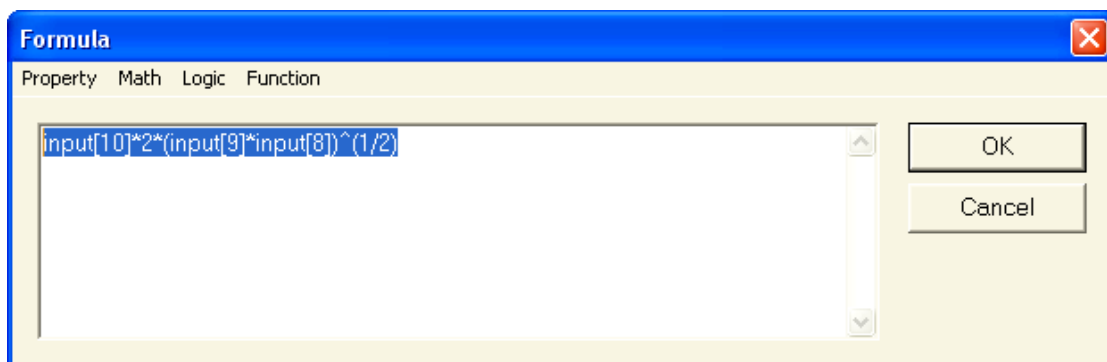 Formula
Property Math Logic Function
input[10]*2*(input[9]*input[8])^(1/2)
OK
Cancel